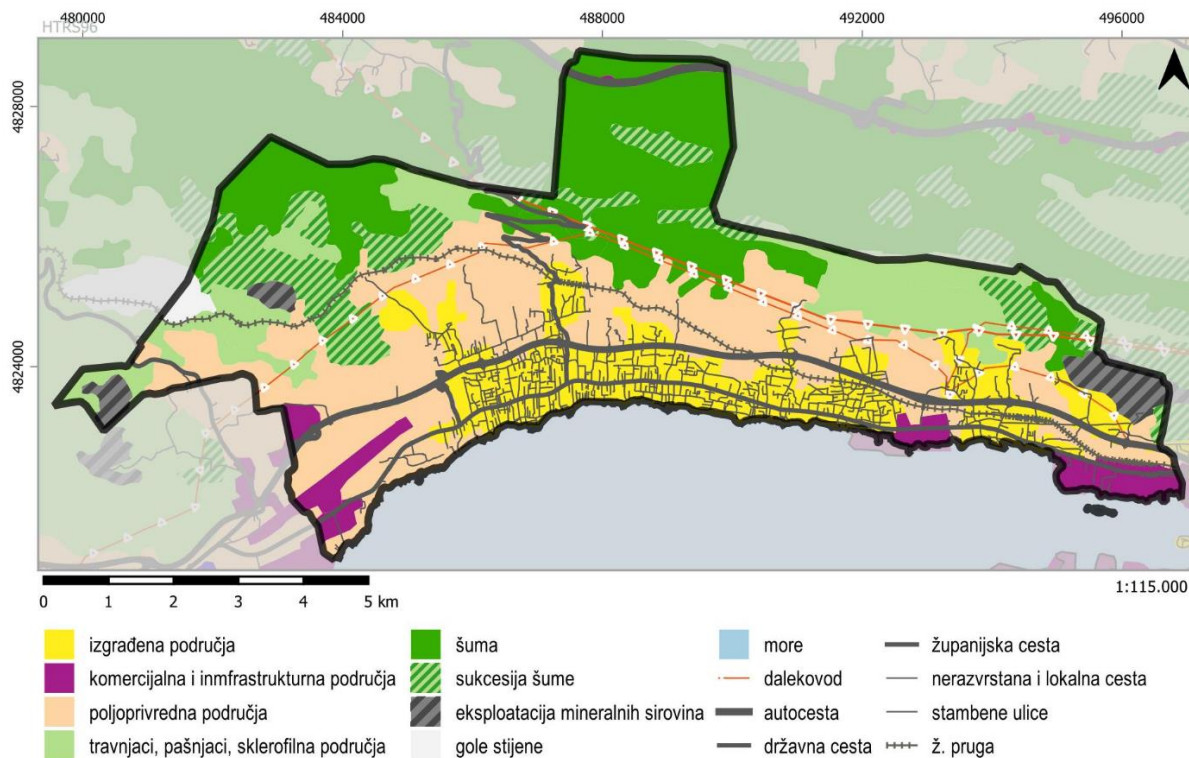 HTRS96
480000
484000
488000
492000
496000
4828000
4824000
0 1 2 3 4 5 km
1:115.000
izgrađena područja
komercijalna i inmfrastrukturna područja
poljoprivredna područja
travnjaci, pašnjaci, sklerofilna područja
šuma
sukcesija šume
eksploatacija mineralnih sirovina
gole stijene
more
dalekovod
autocesta
državna cesta
županijska cesta
nerazvrstana i lokalna cesta
stambene ulice
ž. pruga